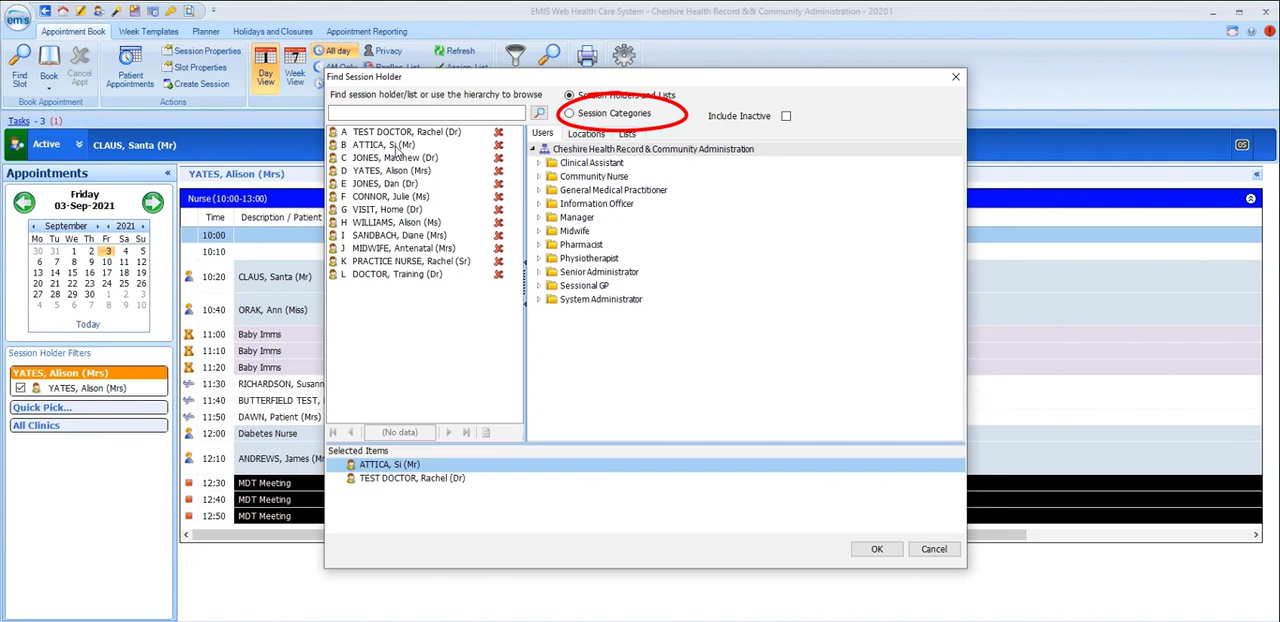 EMIS Web Health Care System - Cheshire Health Record && Community Administration - 20201
emis
Appointment Book Week Templates Planner Holidays and Closures Appointment Reporting
Find Slot
Book
Cancel Appt
Book Appointment
Patient Appointments
Session Properties
Slot Properties
Create Session
Actions
Day View
Week View
All day
AM Only
Privacy
Refresh
Tasks - 3 (1)
Active CLAUS, Santa (Mr)
OS
Appointments
Friday
03-Sep-2021
September 2021
Mo Tu We Th Fr Sa Su
30 31 1 2 3 4 5
6 7 8 9 10 11 12
13 14 15 16 17 18 19
20 21 22 23 24 25 26
27 28 29 30 1 2 3
4 5 6 7 8 9 10
Today
Session Holder Filters
YATES, Alison (Mrs)
YATES, Alison (Mrs)
Quick Pick...
All Clinics
YATES, Alison (Mrs)
Nurse (10:00-13:00)
Time Description / Patient
10:00
10:10
10:20 CLAUS, Santa (Mr)
10:40 ORAK, Ann (Miss)
11:00 Baby Imms
11:10 Baby Imms
11:20 Baby Imms
11:30 RICHARDSON, Susann
11:40 BUTTERFIELD TEST,
11:50 DAWN, Patient (Mrs)
12:00 Diabetes Nurse
12:10 ANDREWS, James (Mr
12:30 MDT Meeting
12:40 MDT Meeting
12:50 MDT Meeting
Find Session Holder
Find session holder/list or use the hierarchy to browse
Session Holders and Lists
Session Categories
Include Inactive
A TEST DOCTOR, Rachel (Dr)
B ATTICA, Si (Mr)
C JONES, Matthew (Dr)
D YATES, Alison (Mrs)
E JONES, Dan (Dr)
F CONNOR, Julie (Ms)
G VISIT, Home (Dr)
H WILLIAMS, Alison (Ms)
I SANDBACH, Diane (Mrs)
J MIDWIFE, Antenatal (Mrs)
K PRACTICE NURSE, Rachel (Sr)
L DOCTOR, Training (Dr)
(No data)
Users Locations Lists
Cheshire Health Record & Community Administration
Clinical Assistant
Community Nurse
General Medical Practitioner
Information Officer
Manager
Midwife
Pharmacist
Physiotherapist
Senior Administrator
Sessional GP
System Administrator
Selected Items
ATTICA, Si (Mr)
TEST DOCTOR, Rachel (Dr)
OK Cancel